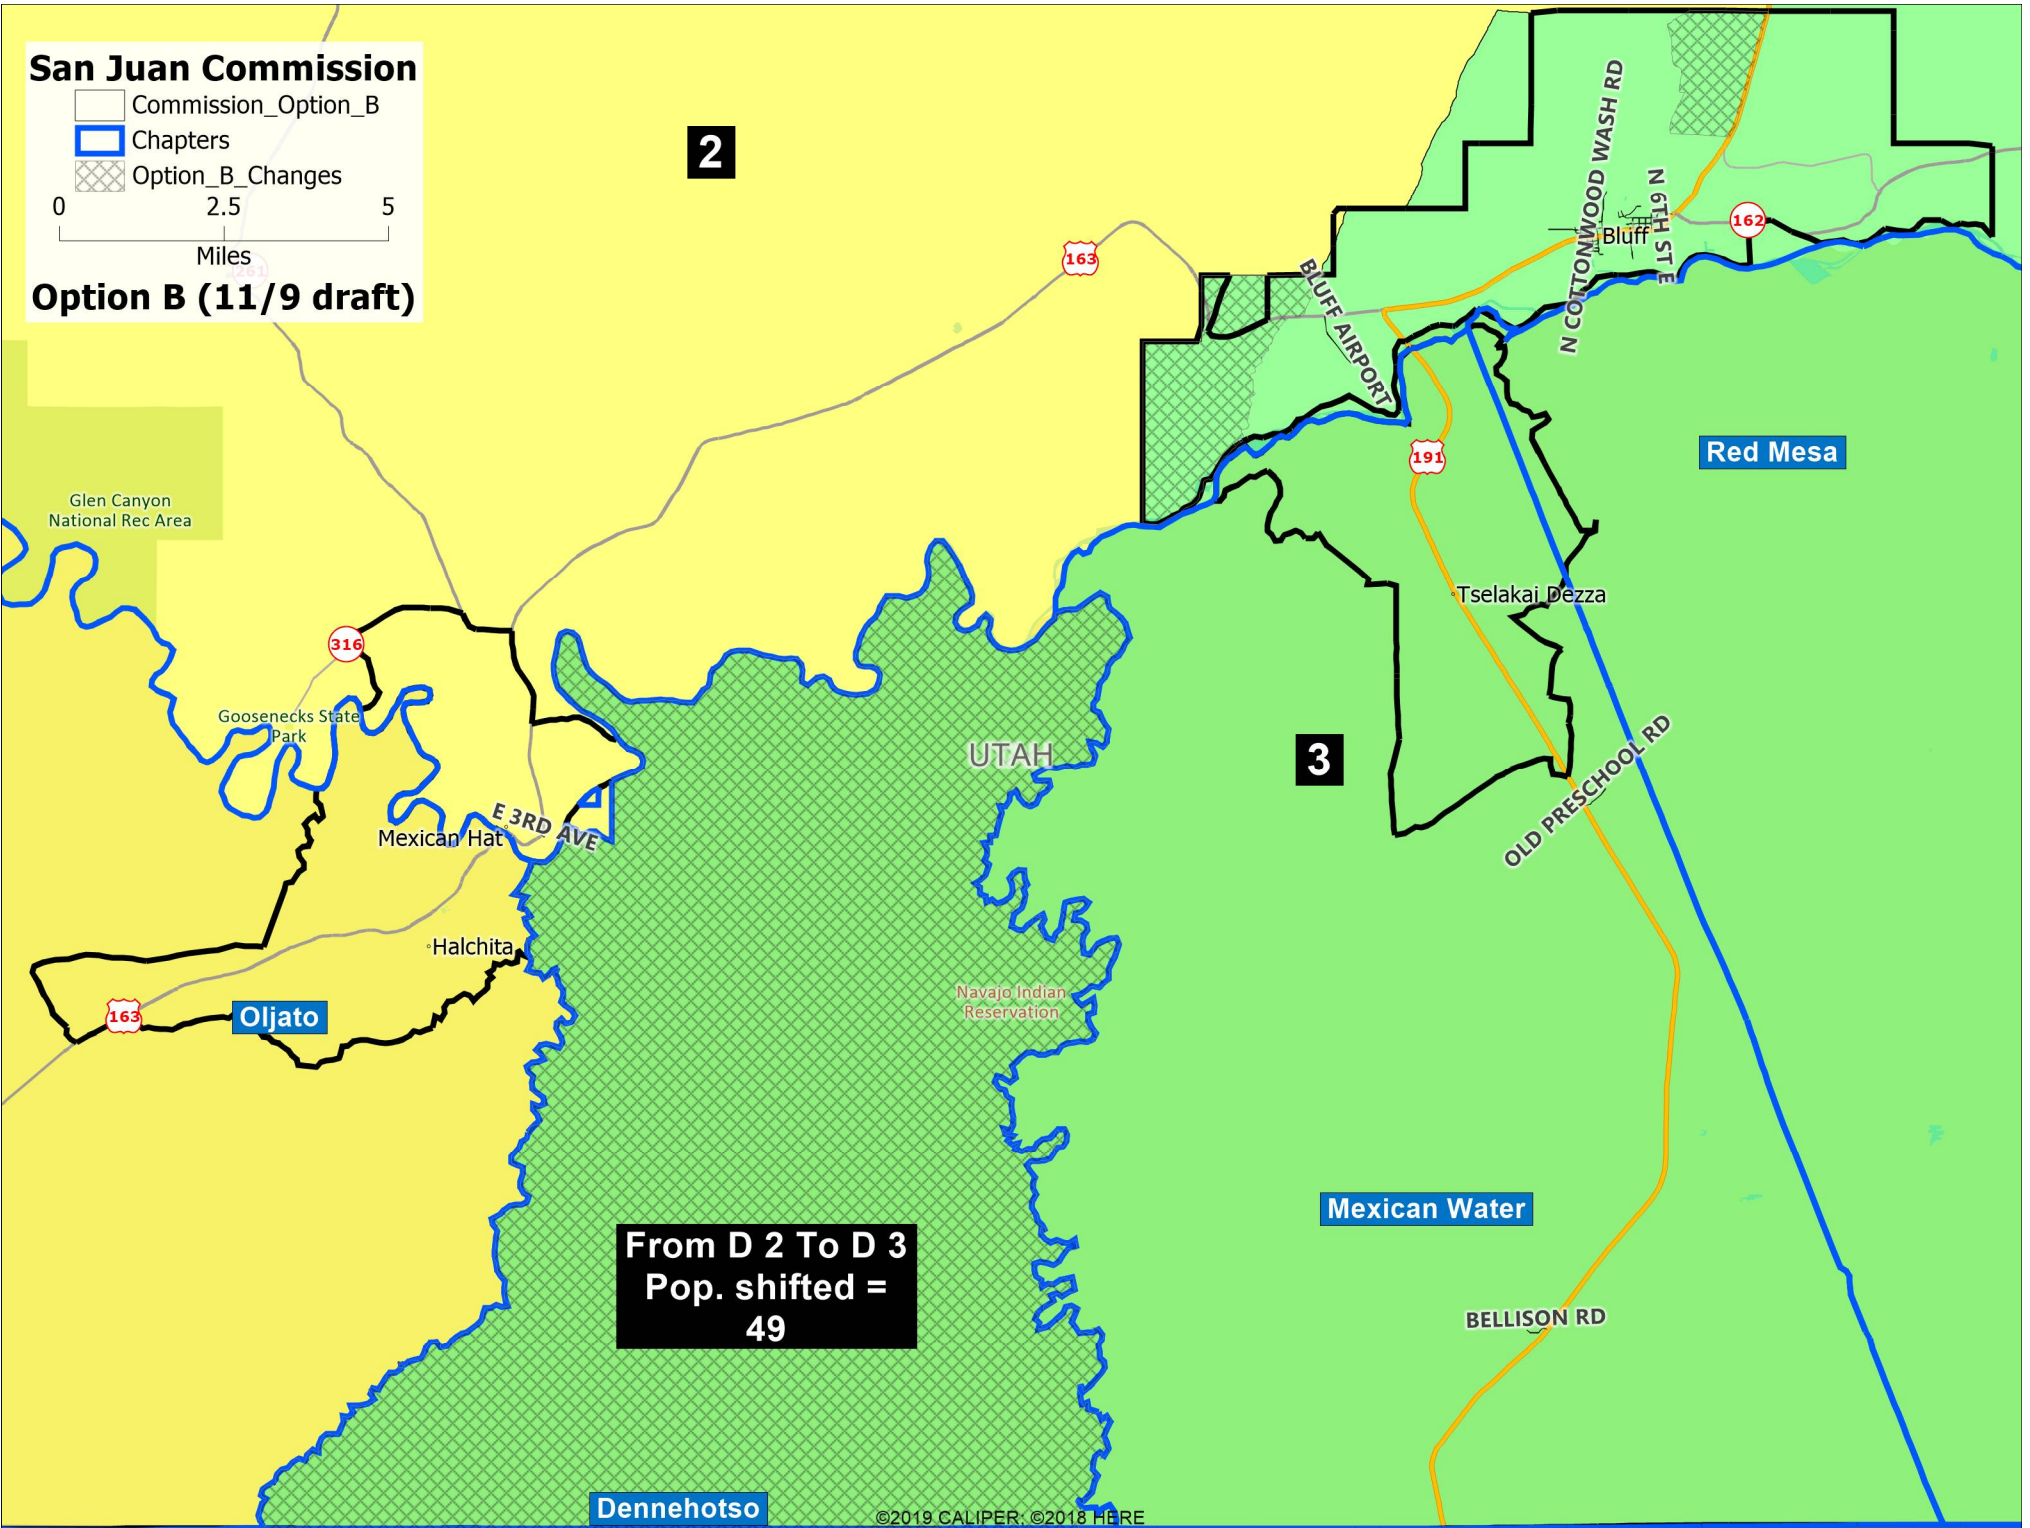 San Juan Commission
Commission_Option_B
Chapters
Option_B_Changes
0 2.5 5
Miles
261
Option B (11/9 draft)
2
163
N COTTONWOOD WASH RD
N 6TH ST E
162
Bluff
BLUFF AIRPORT
191
Red Mesa
Glen Canyon
National Rec Area
Tselakai Dezza
316
Goosenecks State
Park
UTAH
3
OLD PRESCHOOL RD
E 3RD AVE
Mexican Hat
Halchita
Navajo Indian
Reservation
163
Oljato
Mexican Water
From D 2 To D 3
Pop. shifted =
49
BELLISON RD
Dennehotso
©2019 CALIPER; ©2018 HERE